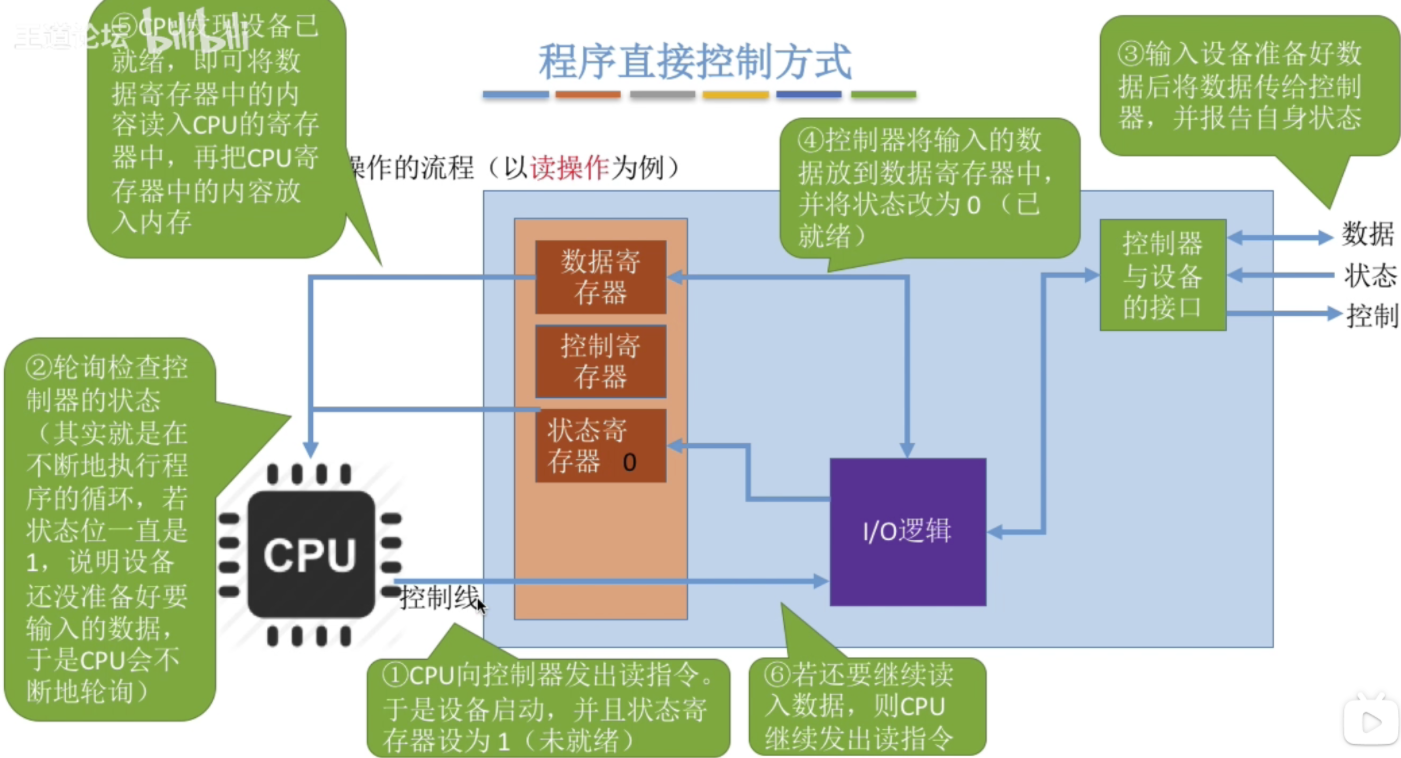 王道论坛 bilibili
程序直接控制方式
操作的流程（以读操作为例）
⑤CPU发现设备已
就绪，即可将数
据寄存器中的内
容读入CPU的寄存
器中，再把CPU寄
存器中的内容放
入内存
③输入设备准备好数
据后将数据传给控制
器，并报告自身状态
④控制器将输入的数
据放到数据寄存器中，
并将状态改为0（已
就绪）
数据寄
存器
控制寄
存器
状态寄
存器 0
控制器
与设备
的接口
数据
状态
控制
②轮询检查控
制器的状态
（其实就是在
不断地执行程
序的循环，若
状态位一直是
1，说明设备
还没准备好要
输入的数据，
于是CPU会不
断地轮询）
CPU
I/O逻辑
控制线
①CPU向控制器发出读指令。
于是设备启动，并且状态寄
存器设为1（未就绪）
⑥若还要继续读
入数据，则CPU
继续发出读指令